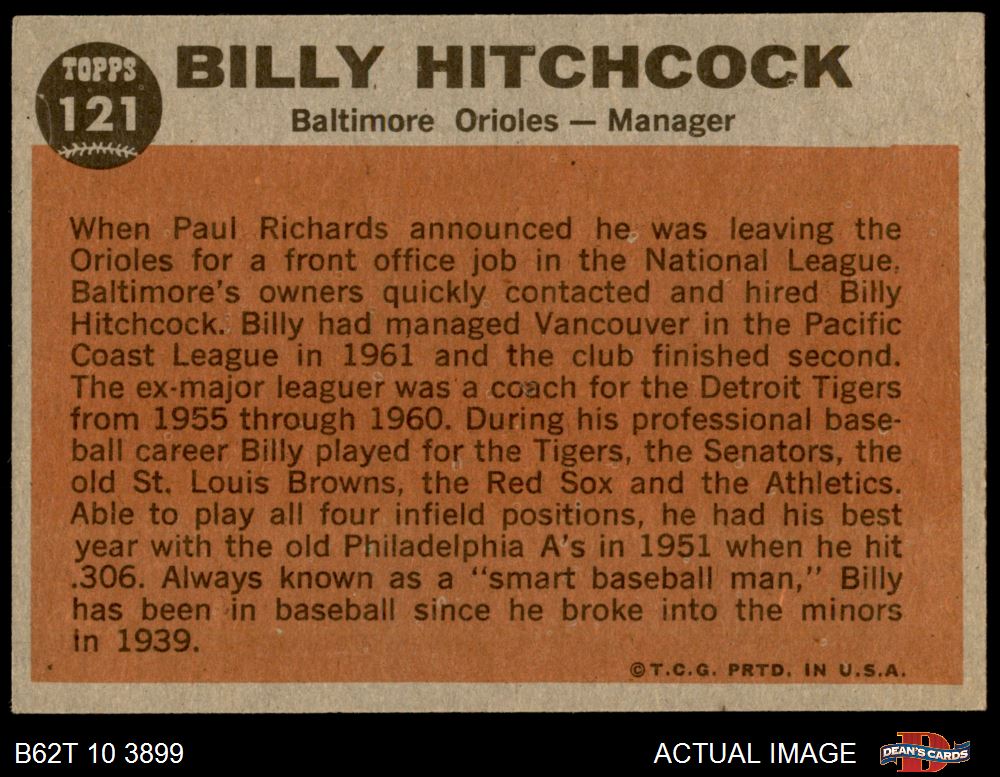 TOPPS
121
BILLY HITCHCOCK
Baltimore Orioles — Manager
When Paul Richards announced he was leaving the
Orioles for a front office job in the National League,
Baltimore's owners quickly contacted and hired Billy
Hitchcock. Billy had managed Vancouver in the Pacific
Coast League in 1961 and the club finished second.
The ex-major leaguer was a coach for the Detroit Tigers
from 1955 through 1960. During his professional base-
ball career Billy played for the Tigers, the Senators, the
old St. Louis Browns, the Red Sox and the Athletics.
Able to play all four infield positions, he had his best
year with the old Philadelphia A's in 1951 when he hit
.306. Always known as a "smart baseball man," Billy
has been in baseball since he broke into the minors
in 1939.
©T.C.G. PRTD. IN U.S.A.
B62T 10 3899
ACTUAL IMAGE
D
DEAN'S CARDS